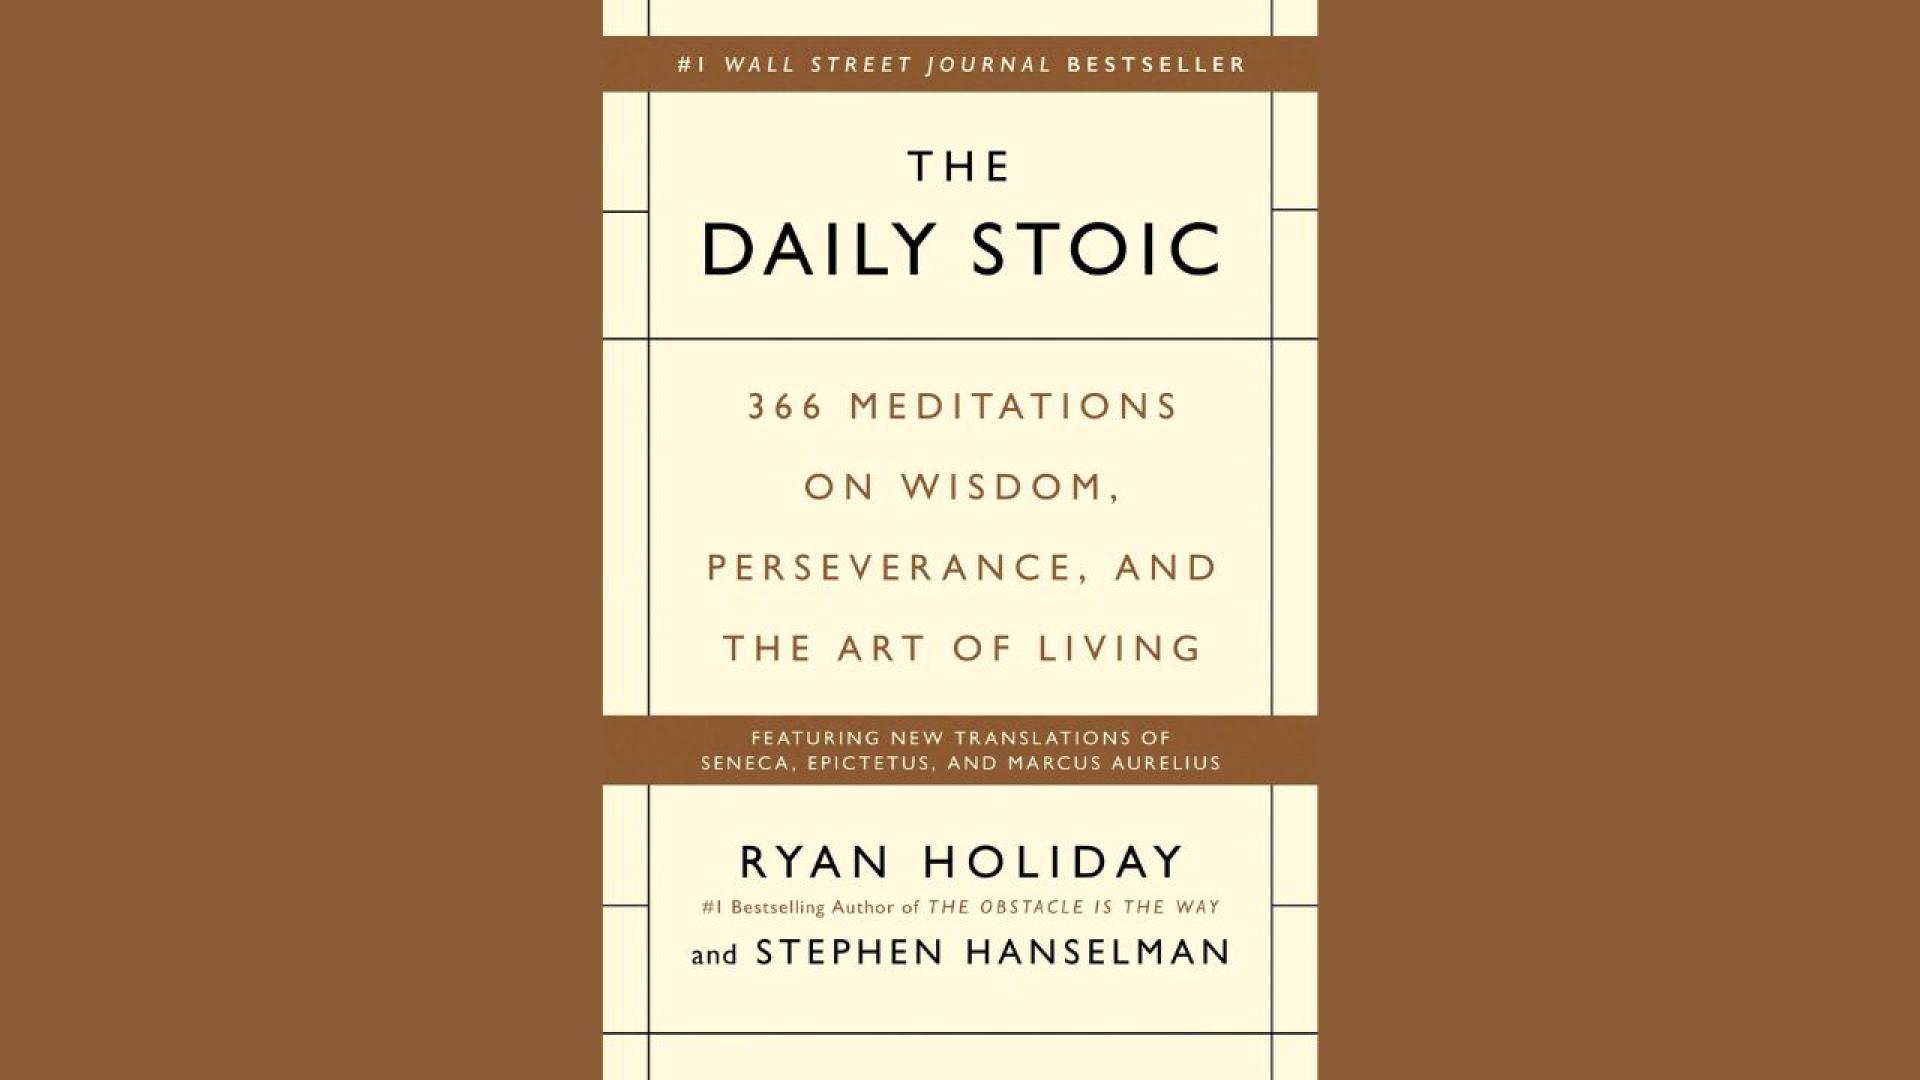 #1 WALL STREET JOURNAL BESTSELLER
THE
DAILY STOIC
366 MEDITATIONS
ON WISDOM,
PERSEVERANCE, AND
THE ART OF LIVING
FEATURING NEW TRANSLATIONS OF
SENECA, EPICTETUS, AND MARCUS AURELIUS
RYAN HOLIDAY
#1 Bestselling Author of THE OBSTACLE IS THE WAY
and STEPHEN HANSELMAN